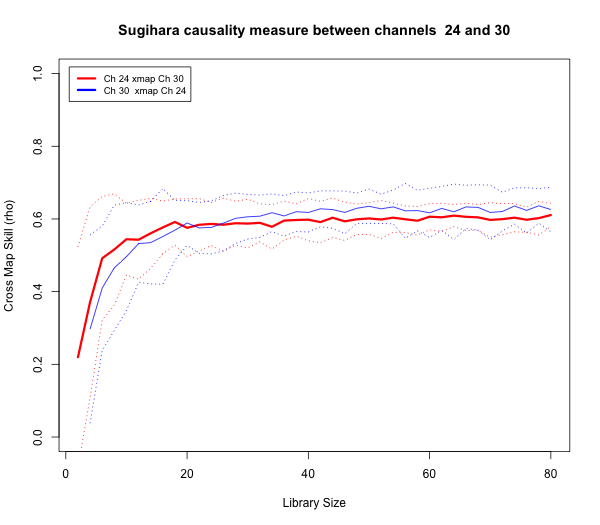 Sugihara causality measure between channels  24 and 30
Ch 24 xmap Ch 30
Ch 30  xmap Ch 24
Cross Map Skill (rho)
1.0
0.8
0.6
0.4
0.2
0.0
0 20 40 60 80
Library Size